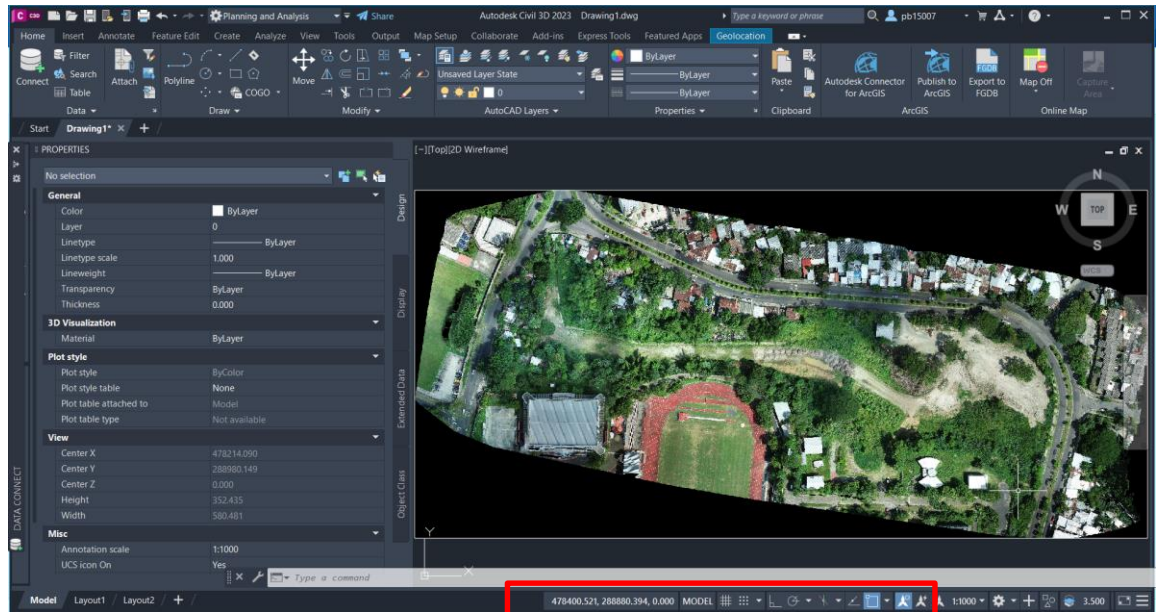 C C3D Planning and Analysis Share Autodesk Civil 3D 2023 Drawing1.dwg Type a keyword or phrase pb15007
Home Insert Annotate Feature Edit Create Analyze View Tools Output Map Setup Collaborate Add-ins Express Tools Featured Apps Geolocation
Connect Filter Search Table Attach Polyline COGO Move Unsaved Layer State 0 ByLayer ByLayer ByLayer Paste Autodesk Connector for ArcGIS Publish to ArcGIS FGDB Export to FGDB Map Off Capture Area
Data Draw Modify AutoCAD Layers Properties Clipboard ArcGIS Online Map
Start Drawing1* +
PROPERTIES
[−][Top][2D Wireframe]
No selection
General
Color ByLayer
Layer 0
Linetype ByLayer
Linetype scale 1.000
Lineweight ByLayer
Transparency ByLayer
Thickness 0.000
3D Visualization
Material ByLayer
Plot style
Plot style ByColor
Plot style table None
Plot table attached to Model
Plot table type Not available
View
Center X 478214.090
Center Y 288980.149
Center Z 0.000
Height 352.435
Width 580.481
Misc
Annotation scale 1:1000
UCS icon On Yes
Design
Display
Extended Data
Object Class
DATA CONNECT
N
W TOP E
S
WCS
Y
X
Type a command
Model Layout1 Layout2 + 478400.521, 288880.394, 0.000 MODEL 1:1000 3.500